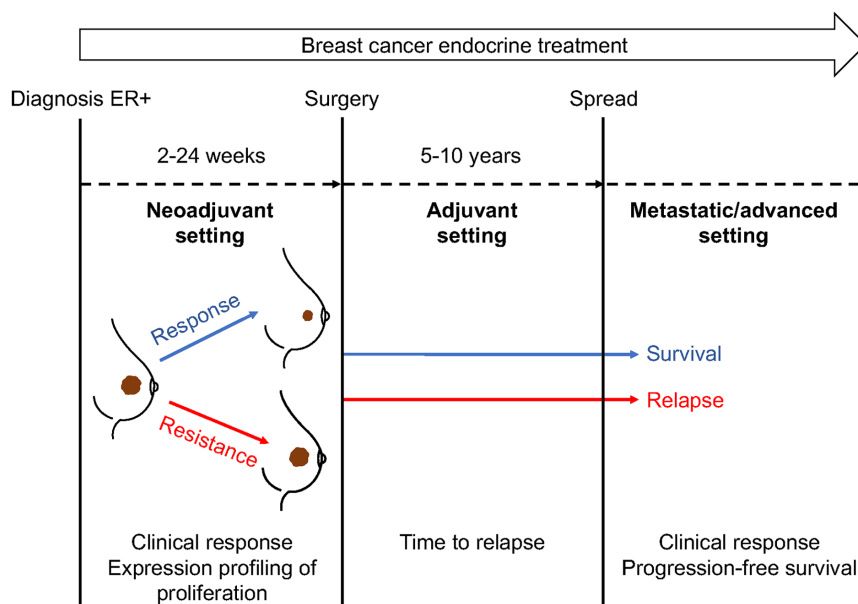 Breast cancer endocrine treatment
Diagnosis ER+
Surgery
Spread
2-24 weeks
5-10 years
Neoadjuvant
setting
Adjuvant
setting
Metastatic/advanced
setting
Response
Resistance
Survival
Relapse
Clinical response
Expression profiling of
proliferation
Time to relapse
Clinical response
Progression-free survival